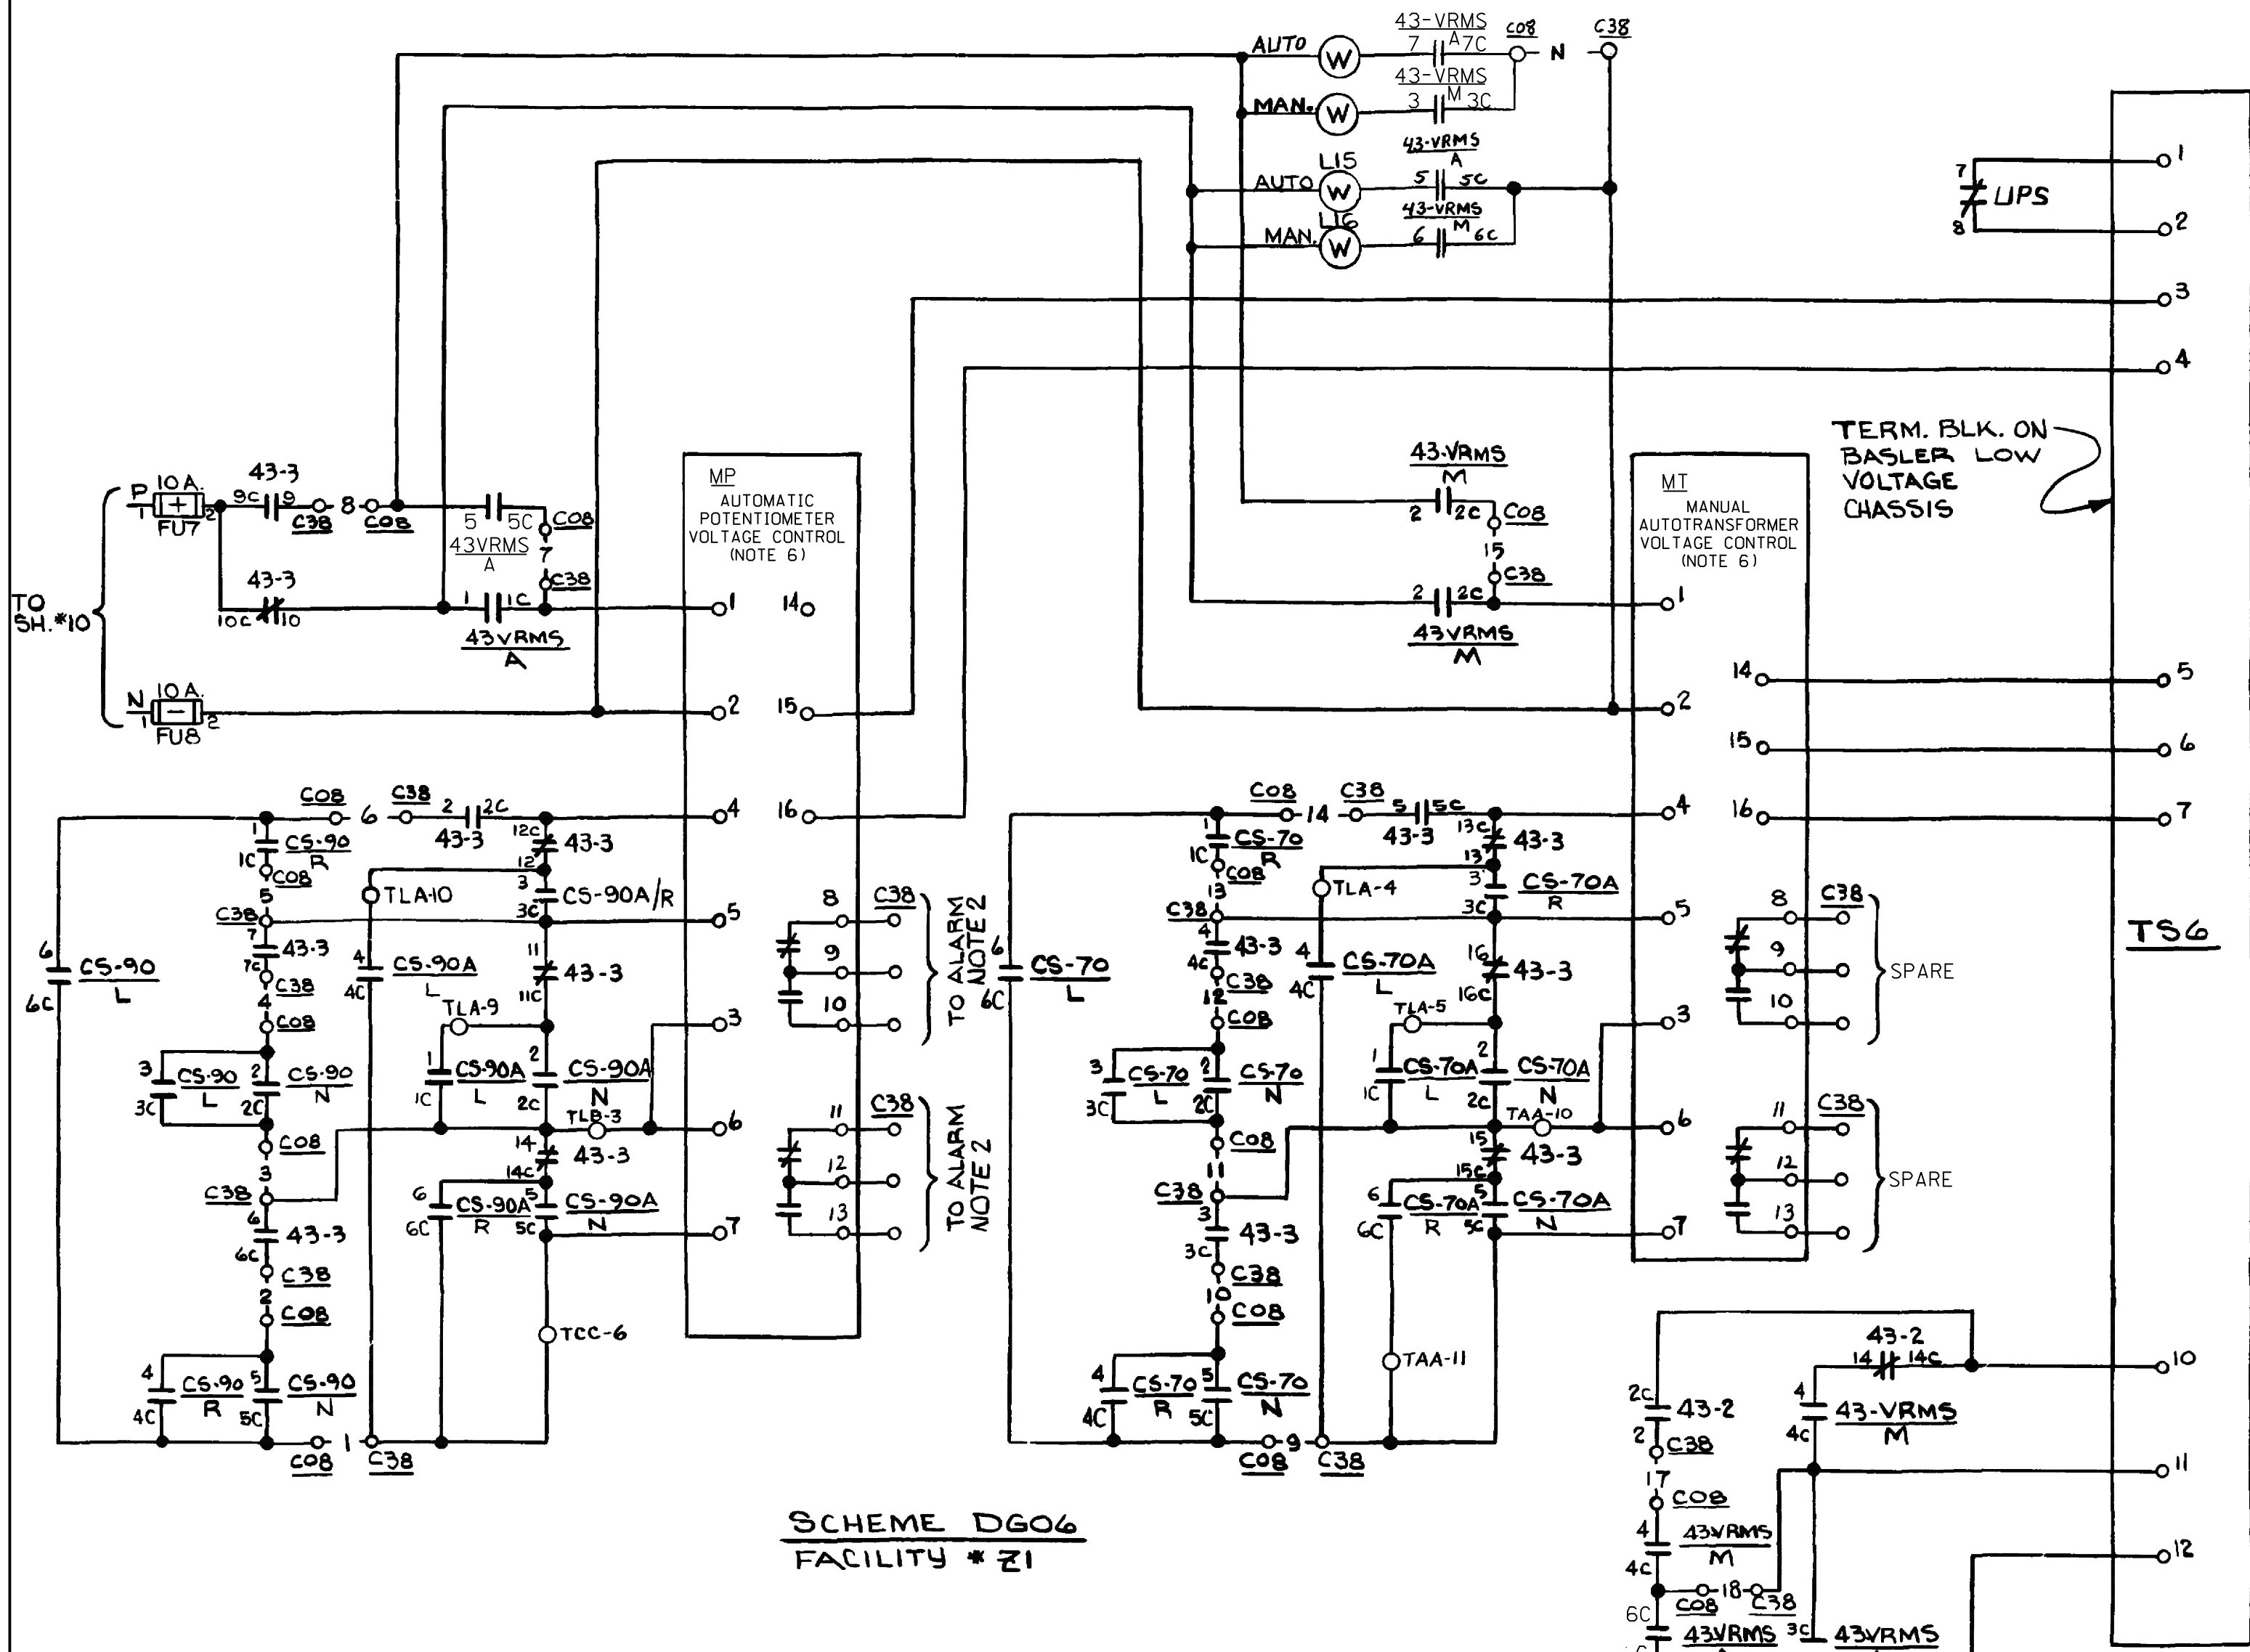 43-VRMS
7 A 7C C08 N C38
AUTO W
43-VRMS
MAN. W 3 M 3C
43-VRMS
A
L15
AUTO W 5 5C
43-VRMS
L16
MAN. W 6 M 6C
7 UPS 8
1
2
3
4
TERM. BLK. ON
BASLER LOW
VOLTAGE
CHASSIS
TO
SH.*10
P 10A.
1 + 2
FU7
43-3
9C 9 8
C38 C08
5 5C C08
43VRMS
A
7
C38
43-3
10C 10
1 1C
43VRMS
A
N 10A.
1 - 2
FU8
MP
AUTOMATIC
POTENTIOMETER
VOLTAGE CONTROL
(NOTE 6)
1 14
2 15
4 16
5
3
6
7
8 C38
9
10
TO ALARM
NOTE 2
11 C38
12
13
TO ALARM
NOTE 2
43-VRMS
M
2 2C C08
15
C38
2 2C
43VRMS
M
MT
MANUAL
AUTOTRANSFORMER
VOLTAGE CONTROL
(NOTE 6)
1
2
14
15
4 16
5
3
6
7
8 C38
9
10
SPARE
11 C38
12
13
SPARE
5
6
7
TS6
C08 6 C38 2 2C
43-3
12C 43-3
12
1 CS-90
1C R
C08
5
C38
TLA-10
3 CS-90A/R
3C
7 43-3
7C
C38
4
C08
6 CS-90
6C L
4 CS-90A
4C L
11 43-3
11C
TLA-9
3 CS-90
3C L
2 CS-90
2C N
1 CS-90A
1C L
2 CS-90A
2C N
TLB-3
C08
3
C38
14 43-3
14C
6 43-3
6C
C38
2
C08
6 CS-90A
6C R
5 CS-90A
5C N
TCC-6
4 CS-90
4C R
5 CS-90
5C N
C08 1 C38
C08 14 C38 5 5C
43-3
13C 43-3
13
1 CS-70
1C R
C08
13
C38
TLA-4
3 CS-70A
3C R
4 43-3
4C
C38
12
C08
6 CS-70
6C L
4 CS-70A
4C L
16 43-3
16C
TLA-5
3 CS-70
3C L
2 CS-70
2C N
1 CS-70A
1C L
2 CS-70A
2C N
TAA-10
C08
11
C38
15 43-3
15C
3 43-3
3C
C38
10
C08
6 CS-70A
6C R
5 CS-70A
5C N
TAA-11
4 CS-70
4C R
5 CS-70
5C N
C08 9 C38
43-2
14 14C
10
2C 43-2
2 C38
17
C08
4 43-VRMS
4C M
11
4 43VRMS
4C M
12
18
C08 C38
6C 43VRMS
3C 43VRMS
SCHEME DG06
FACILITY * Z1